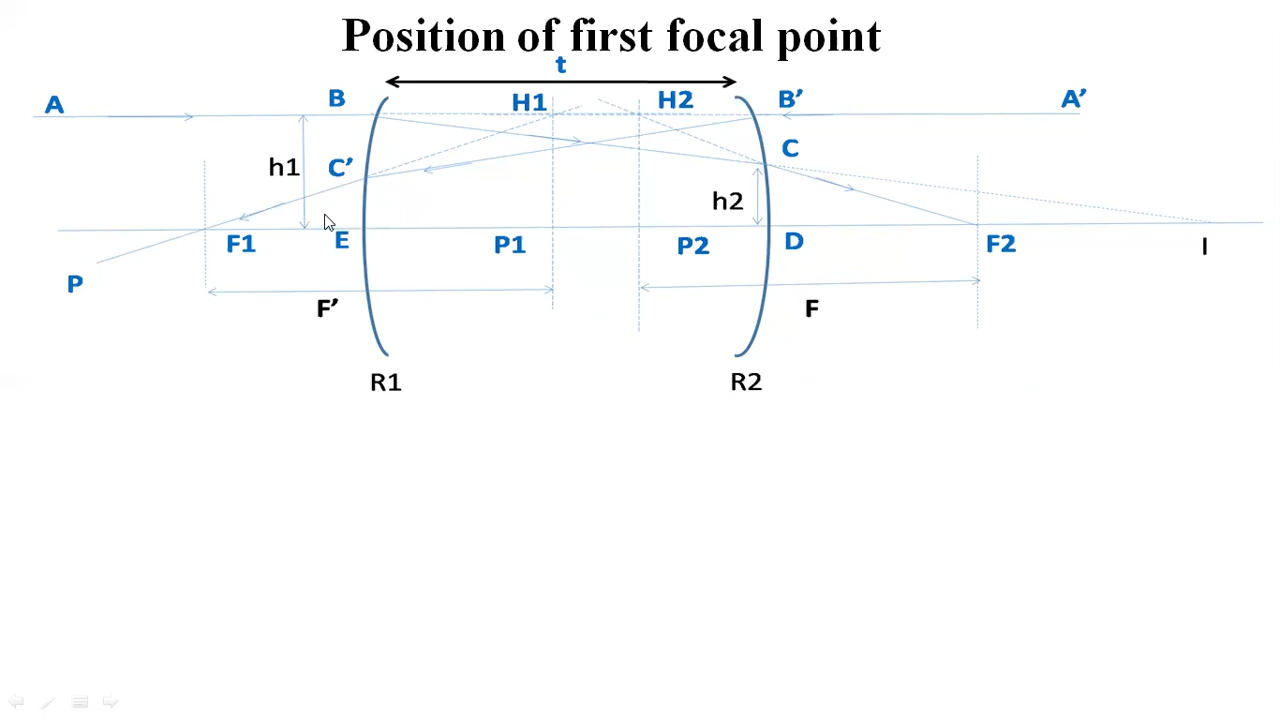 Position of first focal point
t
A B H1 H2 B’ A’
h1 C’ C
h2
F1 E P1 P2 D F2 I
P
F’ F
R1 R2